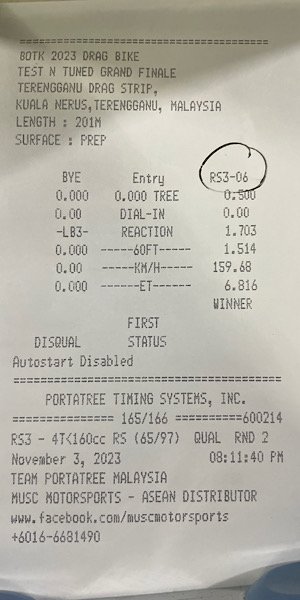 =============================================
BOTK 2023 DRAG BIKE
TEST N TUNED GRAND FINALE
TERENGGANU DRAG STRIP,
KUALA NERUS,TERENGGANU, MALAYSIA
LENGTH : 201M
SURFACE : PREP
BYE Entry RS3-06
0.000 0.000 TREE 0.500
0.00 DIAL-IN 0.00
-LB3- REACTION 1.703
0.000 -----60FT----- 1.514
0.00 -----KM/H----- 159.68
0.000 ------ET------ 6.816
WINNER
FIRST
DISQUAL STATUS
Autostart Disabled
=============================================
PORTATREE TIMING SYSTEMS, INC.
============== 165/166 ==========600214
RS3 - 4T<160cc RS (65/97) QUAL RND 2
November 3, 2023 08:11:40 PM
TEAM PORTATREE MALAYSIA
MUSC MOTORSPORTS - ASEAN DISTRIBUTOR
www.facebook.com/muscmotorsports
+6016-6681490